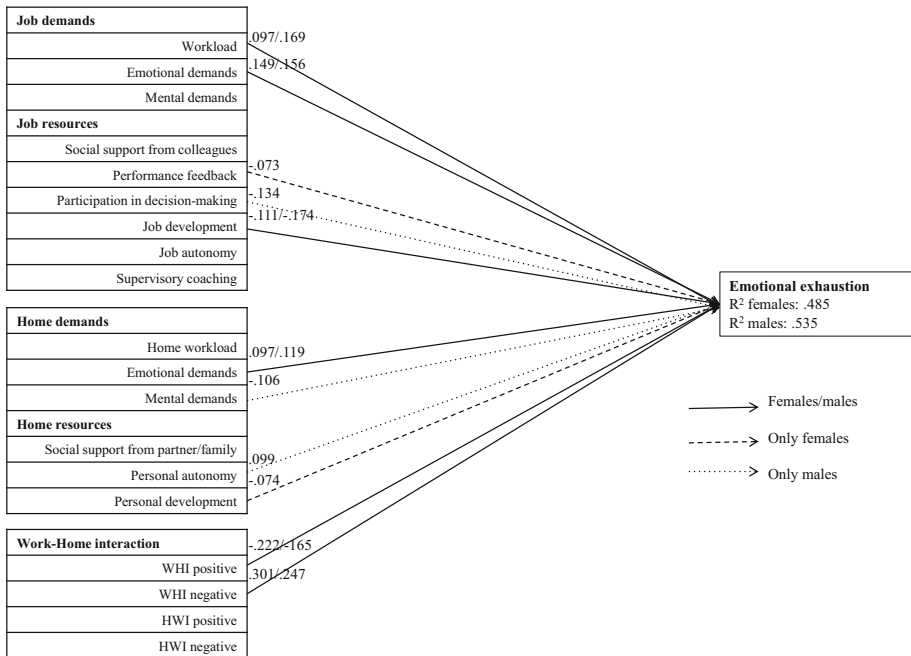 Job demands
Workload
.097/.169
Emotional demands
.149/.156
Mental demands
Job resources
Social support from colleagues
Performance feedback
-.073
Participation in decision-making
-.134
Job development
-.111/-.174
Job autonomy
Supervisory coaching
Home demands
Home workload
Emotional demands
.097/.119
Mental demands
-.106
Home resources
Social support from partner/family
Personal autonomy
.099
Personal development
-.074
Work-Home interaction
WHI positive
-.222/-165
WHI negative
.301/.247
HWI positive
HWI negative
Emotional exhaustion
R² females: .485
R² males: .535
Females/males
Only females
Only males